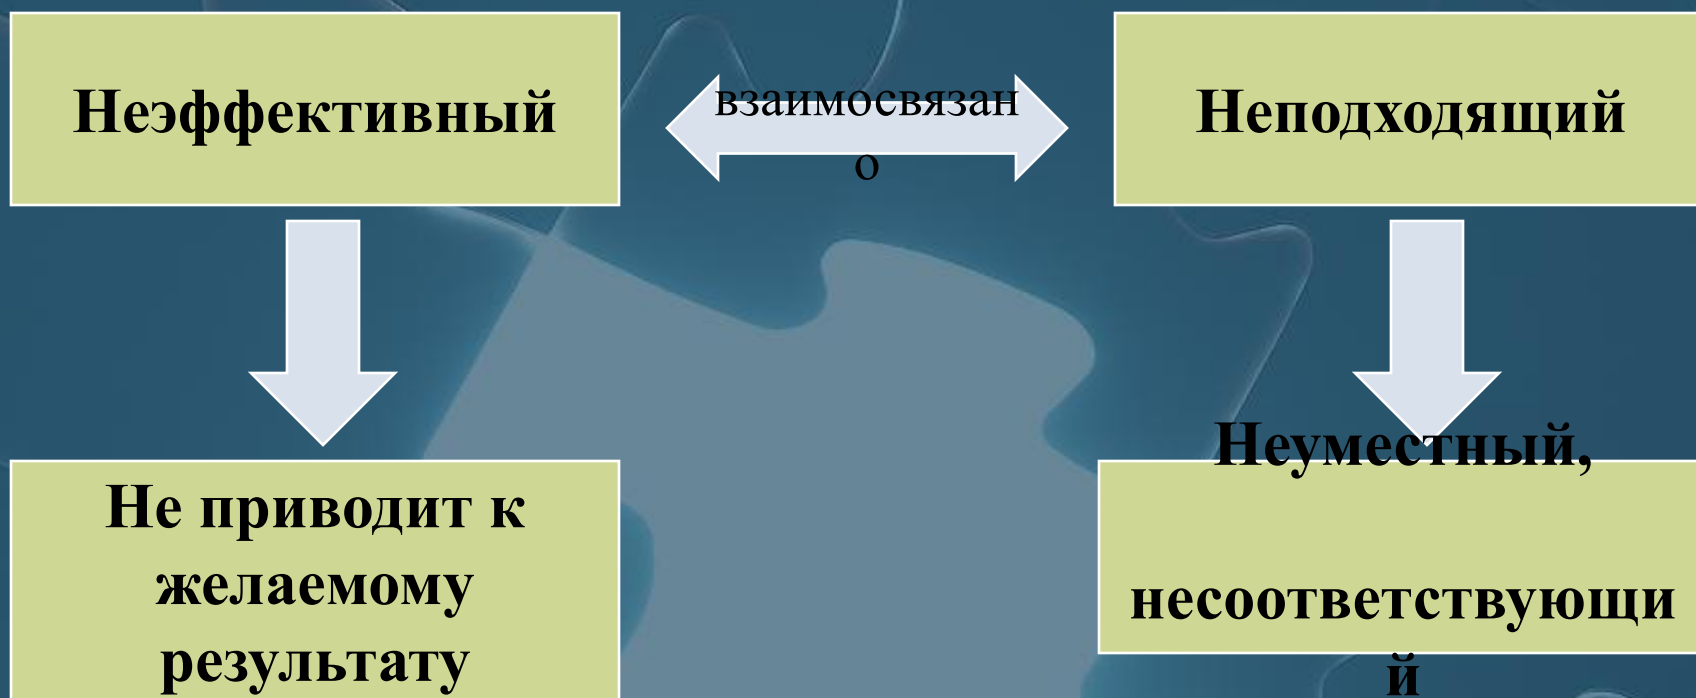 Неэффективный
взаимосвязан
о
Неподходящий
Не приводит к
желаемому
результату
Неуместный,
несоответствующи
й